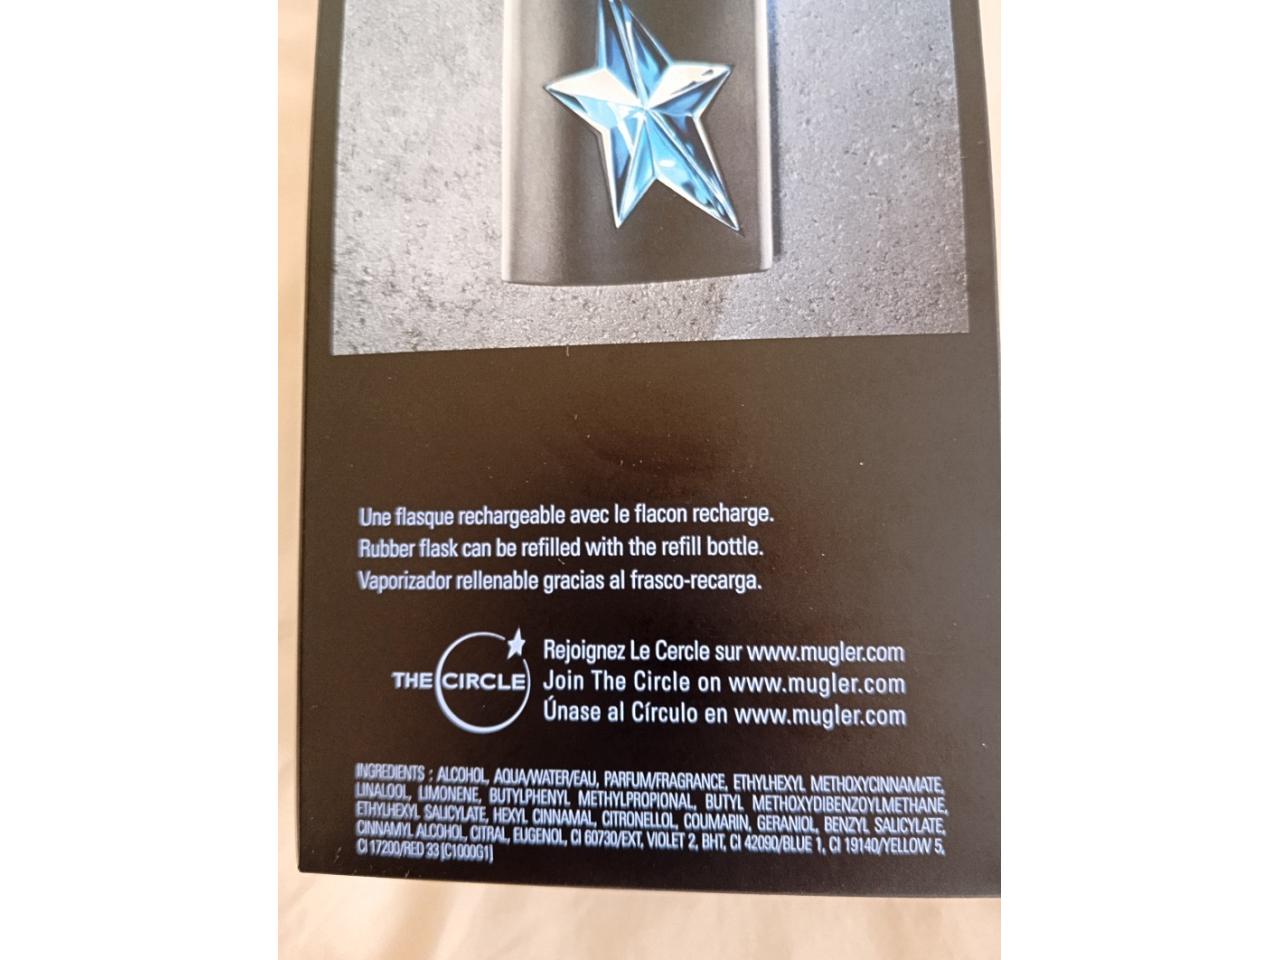 Une flasque rechargeable avec le flacon recharge.
Rubber flask can be refilled with the refill bottle.
Vaporizador rellenable gracias al frasco-recarga.
THE CIRCLE
Rejoignez Le Cercle sur www.mugler.com
Join The Circle on www.mugler.com
Únase al Círculo en www.mugler.com
INGREDIENTS : ALCOHOL, AQUA/WATER/EAU, PARFUM/FRAGRANCE, ETHYLHEXYL METHOXYCINNAMATE,
LINALOOL, LIMONENE, BUTYLPHENYL METHYLPROPIONAL, BUTYL METHOXYDIBENZOYLMETHANE,
ETHYLHEXYL SALICYLATE, HEXYL CINNAMAL, CITRONELLOL, COUMARIN, GERANIOL, BENZYL SALICYLATE,
CINNAMYL ALCOHOL, CITRAL, EUGENOL, CI 60730/EXT, VIOLET 2, BHT, CI 42090/BLUE 1, CI 19140/YELLOW 5,
CI 17200/RED 33 [C1000G1]